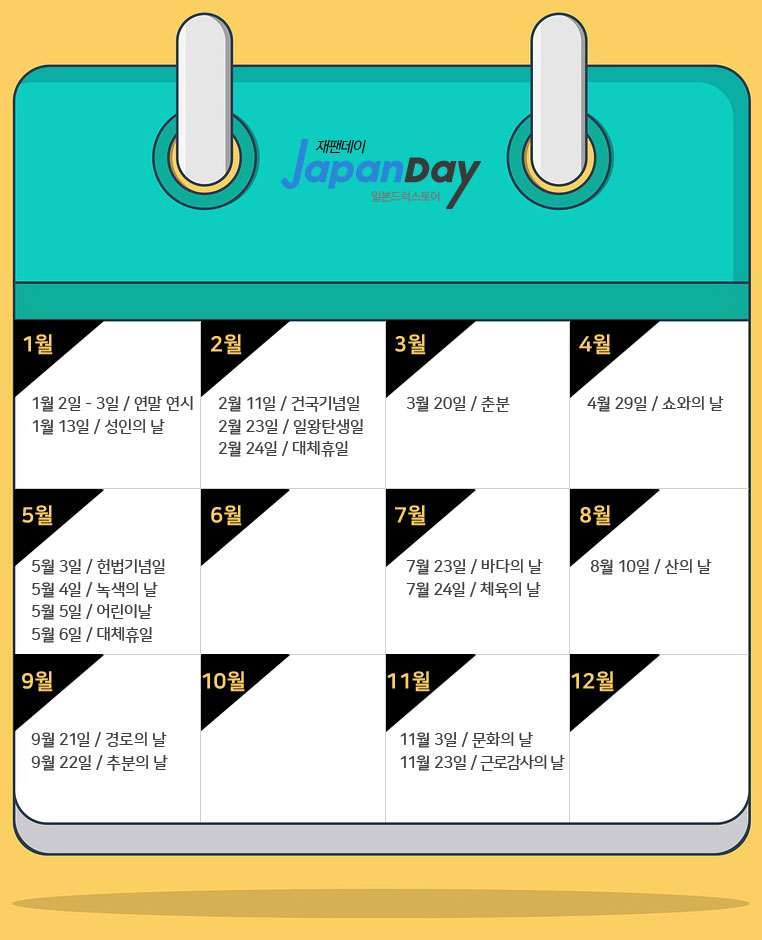 재팬데이
JapanDay
일본드럭스토어
1월
1월 2일 - 3일 / 연말 연시
1월 13일 / 성인의 날
2월
2월 11일 / 건국기념일
2월 23일 / 일왕탄생일
2월 24일 / 대체휴일
3월
3월 20일 / 춘분
4월
4월 29일 / 쇼와의 날
5월
5월 3일 / 헌법기념일
5월 4일 / 녹색의 날
5월 5일 / 어린이날
5월 6일 / 대체휴일
6월
7월
7월 23일 / 바다의 날
7월 24일 / 체육의 날
8월
8월 10일 / 산의 날
9월
9월 21일 / 경로의 날
9월 22일 / 추분의 날
10월
11월
11월 3일 / 문화의 날
11월 23일 / 근로감사의 날
12월